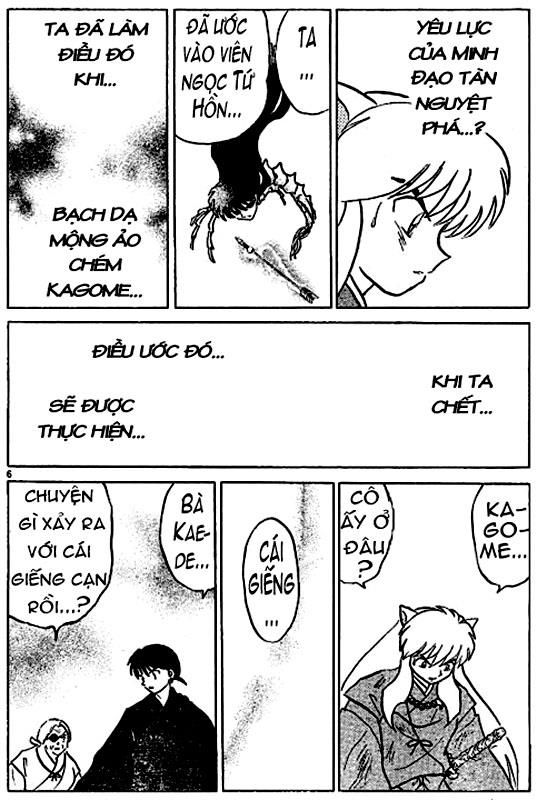 YÊU LỰC
CỦA MINH
ĐẠO TÀN
NGUYỆT
PHÁ...?
TA
...
ĐÃ ƯỚC
VÀO VIÊN
NGỌC TỨ
HỒN...
TA ĐÃ LÀM
ĐIỀU ĐÓ
KHI...
BẠCH DẠ
MỘNG ẢO
CHÉM
KAGOME...
KHI TA
CHẾT...
ĐIỀU ƯỚC ĐÓ...
SẼ ĐƯỢC
THỰC HIỆN...
6
KA-
GO-
ME...
CÔ
ẤY Ở
ĐÂU
?
CÁI
GIẾNG
...
BÀ
KAE-
DE...
CHUYỆN
GÌ XẢY RA
VỚI CÁI
GIẾNG CẠN
RỒI...?